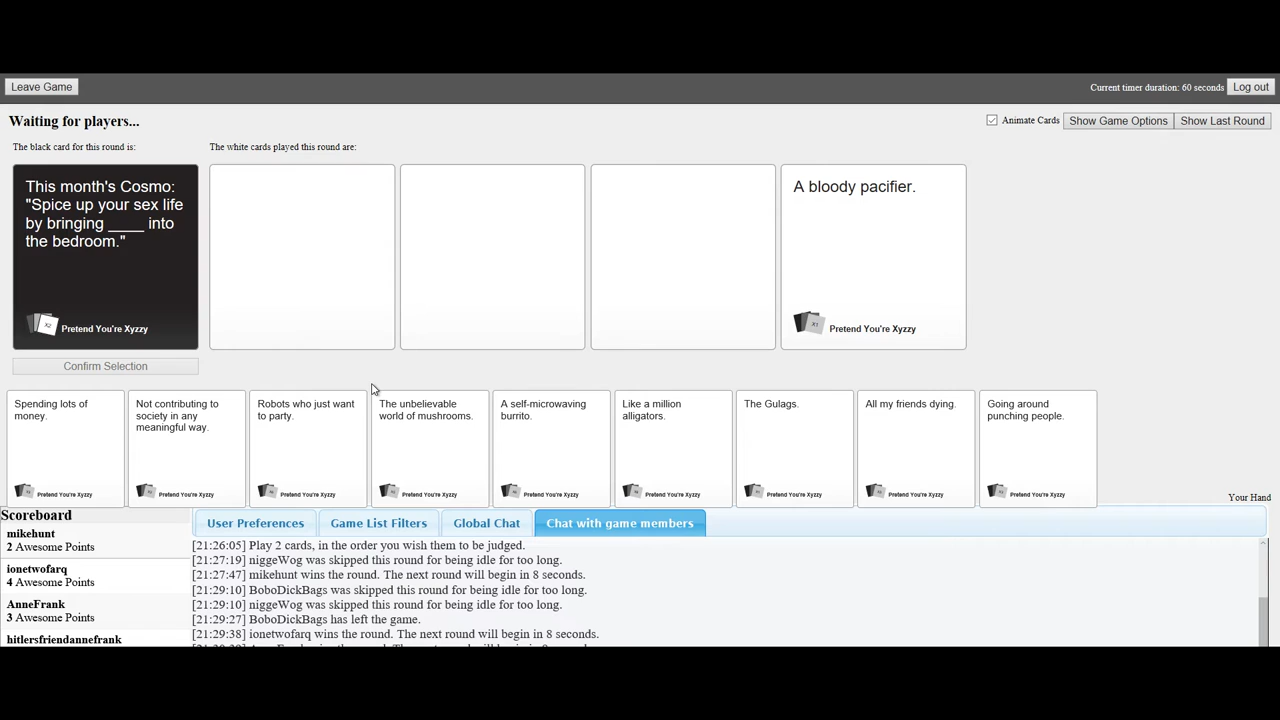 Leave Game
Current timer duration: 60 seconds
Log out
Waiting for players...
Animate Cards
Show Game Options
Show Last Round
The black card for this round is:
The white cards played this round are:
This month's Cosmo:
"Spice up your sex life
by bringing ____ into
the bedroom."
X2
Pretend You're Xyzzy
A bloody pacifier.
X1
Pretend You're Xyzzy
Confirm Selection
Spending lots of
money.
Pretend You're Xyzzy
Not contributing to
society in any
meaningful way.
Pretend You're Xyzzy
Robots who just want
to party.
Pretend You're Xyzzy
The unbelievable
world of mushrooms.
Pretend You're Xyzzy
A self-microwaving
burrito.
Pretend You're Xyzzy
Like a million
alligators.
Pretend You're Xyzzy
The Gulags.
Pretend You're Xyzzy
All my friends dying.
Pretend You're Xyzzy
Going around
punching people.
Pretend You're Xyzzy
Your Hand
Scoreboard
mikehunt
2 Awesome Points
ionetwofarq
4 Awesome Points
AnneFrank
3 Awesome Points
hitlersfriendannefrank
User Preferences
Game List Filters
Global Chat
Chat with game members
[21:26:05] Play 2 cards, in the order you wish them to be judged.
[21:27:19] niggeWog was skipped this round for being idle for too long.
[21:27:47] mikehunt wins the round. The next round will begin in 8 seconds.
[21:29:10] BoboDickBags was skipped this round for being idle for too long.
[21:29:10] niggeWog was skipped this round for being idle for too long.
[21:29:27] BoboDickBags has left the game.
[21:29:38] ionetwofarq wins the round. The next round will begin in 8 seconds.